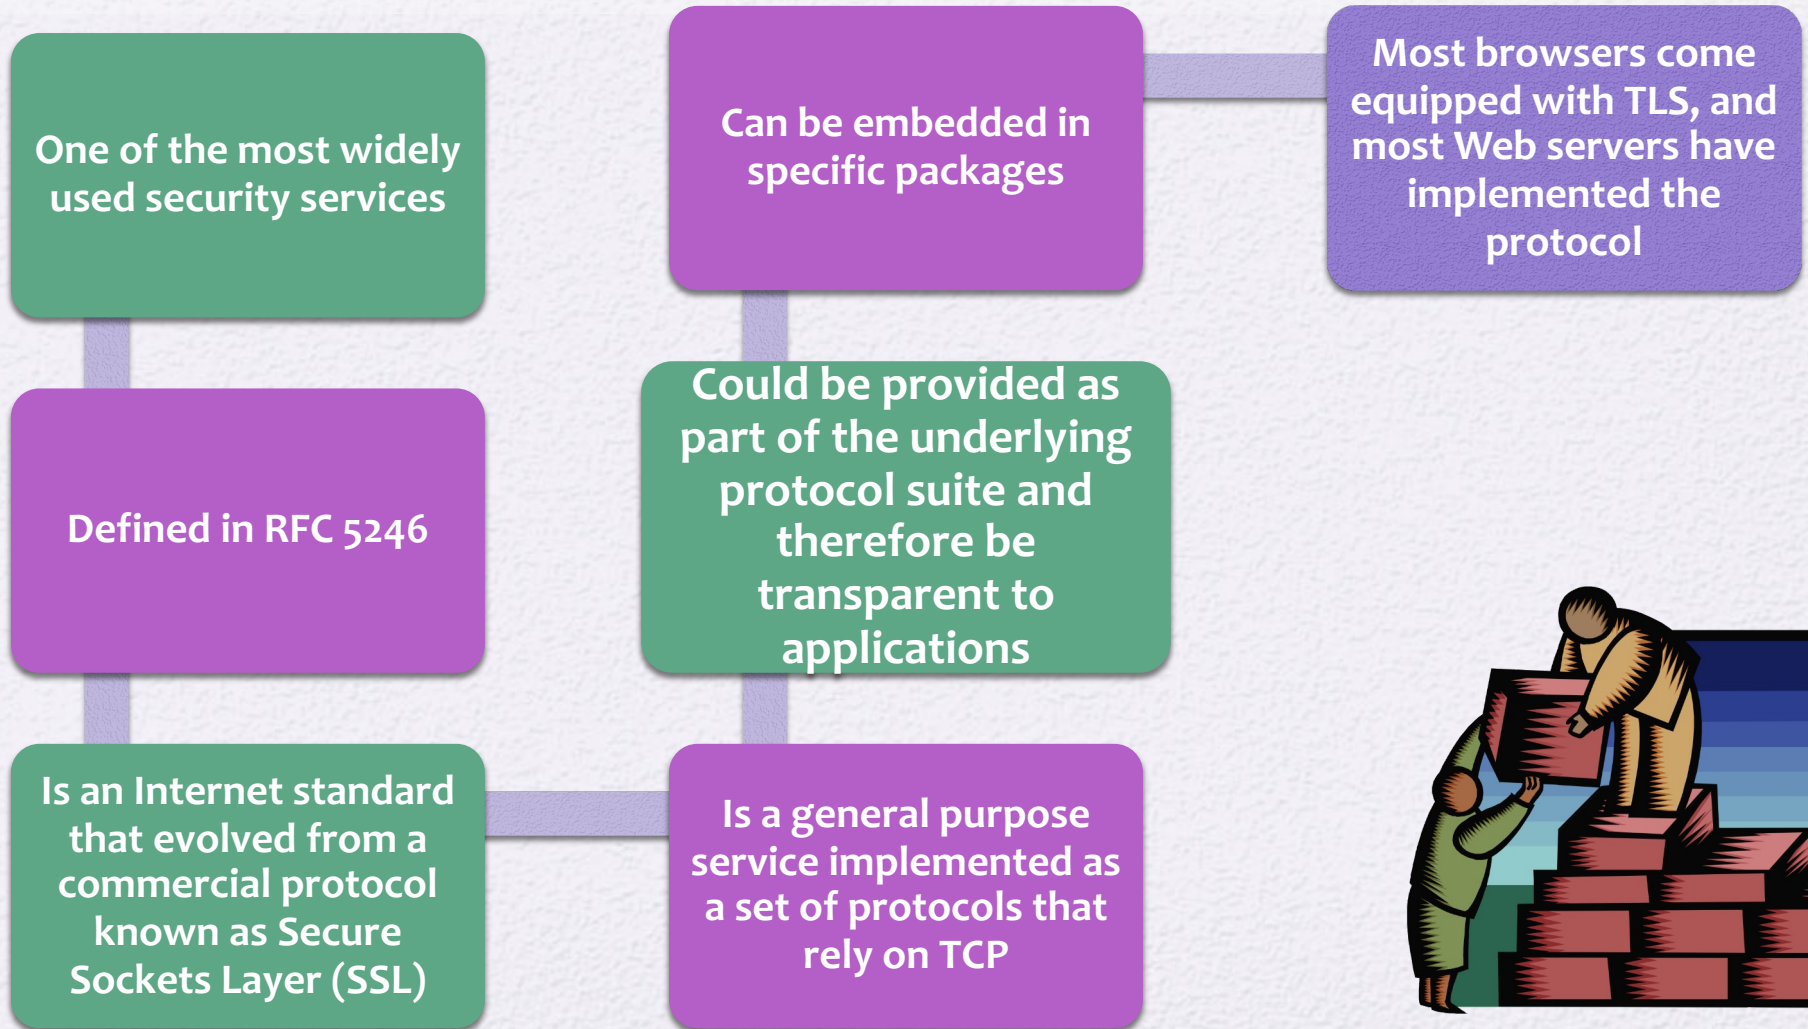 One of the most widely
used security services
Defined in RFC 5246
Is an Internet standard
that evolved from a
commercial protocol
known as Secure
Sockets Layer (SSL)
Is a general purpose
service implemented as
a set of protocols that
rely on TCP
Could be provided as
part of the underlying
protocol suite and
therefore be
transparent to
applications
Can be embedded in
specific packages
Most browsers come
equipped with TLS, and
most Web servers have
implemented the
protocol